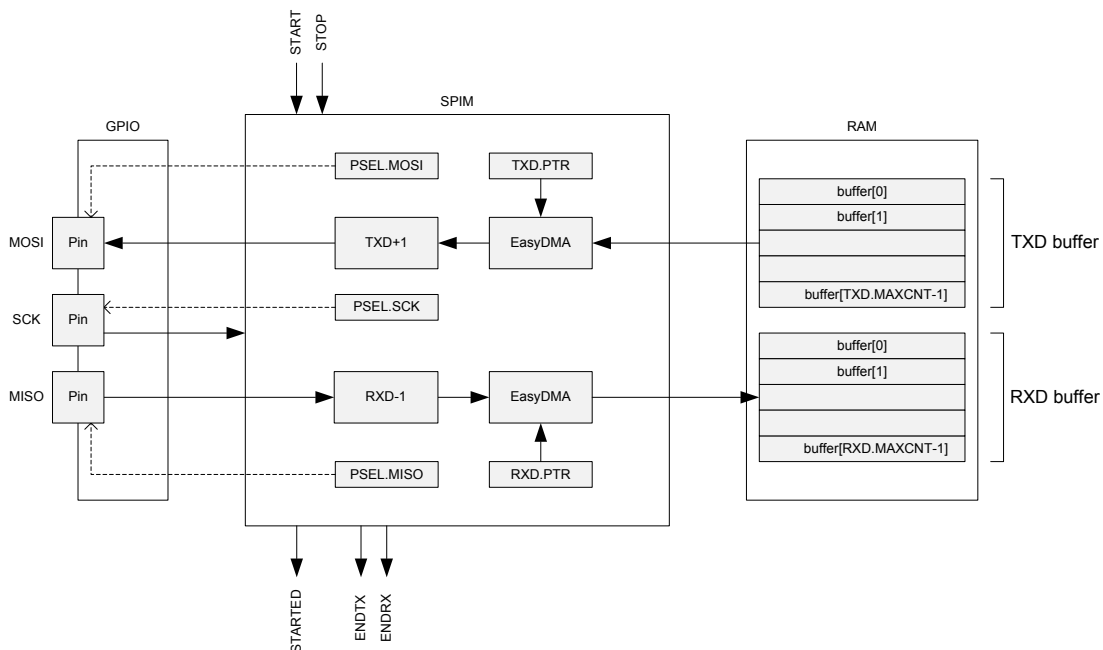 START
STOP
SPIM
GPIO
RAM
PSEL.MOSI
TXD.PTR
buffer[0]
buffer[1]
MOSI
Pin
TXD+1
EasyDMA
TXD buffer
buffer[TXD.MAXCNT-1]
PSEL.SCK
SCK
Pin
buffer[0]
buffer[1]
MISO
Pin
RXD-1
EasyDMA
RXD buffer
buffer[RXD.MAXCNT-1]
PSEL.MISO
RXD.PTR
STARTED
ENDTX
ENDRX